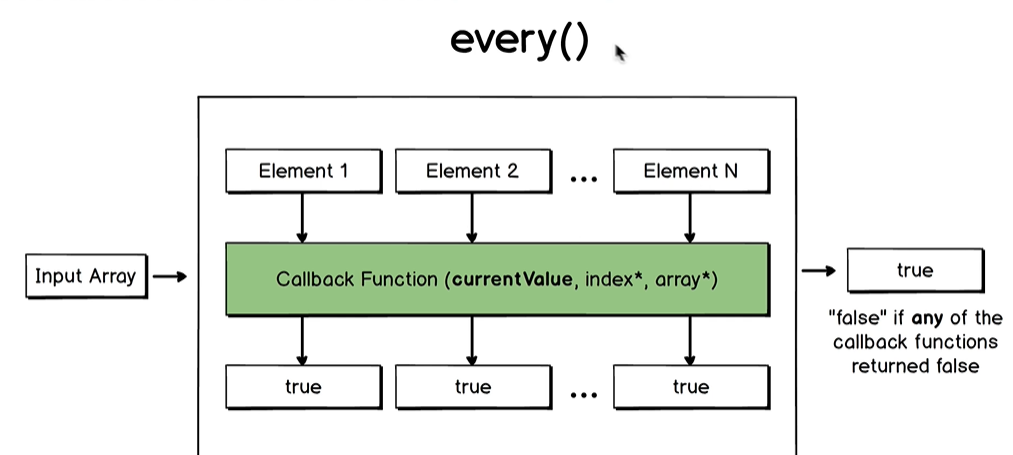 every()
Element 1
Element 2
...
Element N
Input Array
Callback Function (currentValue, index*, array*)
true
"false" if any of the
callback functions
returned false
true
true
...
true